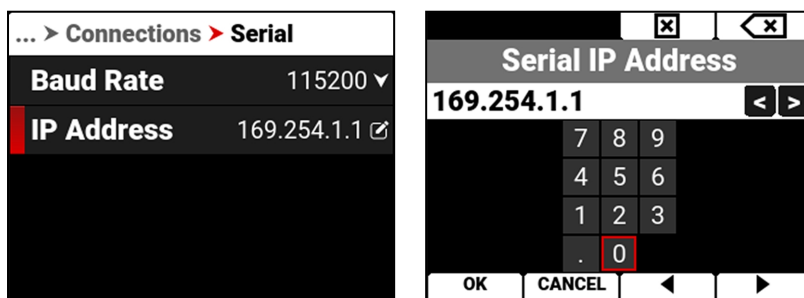 ... > Connections > Serial
Baud Rate 115200
IP Address 169.254.1.1
Serial IP Address
169.254.1.1 < >
7 8 9
4 5 6
1 2 3
. 0
OK CANCEL